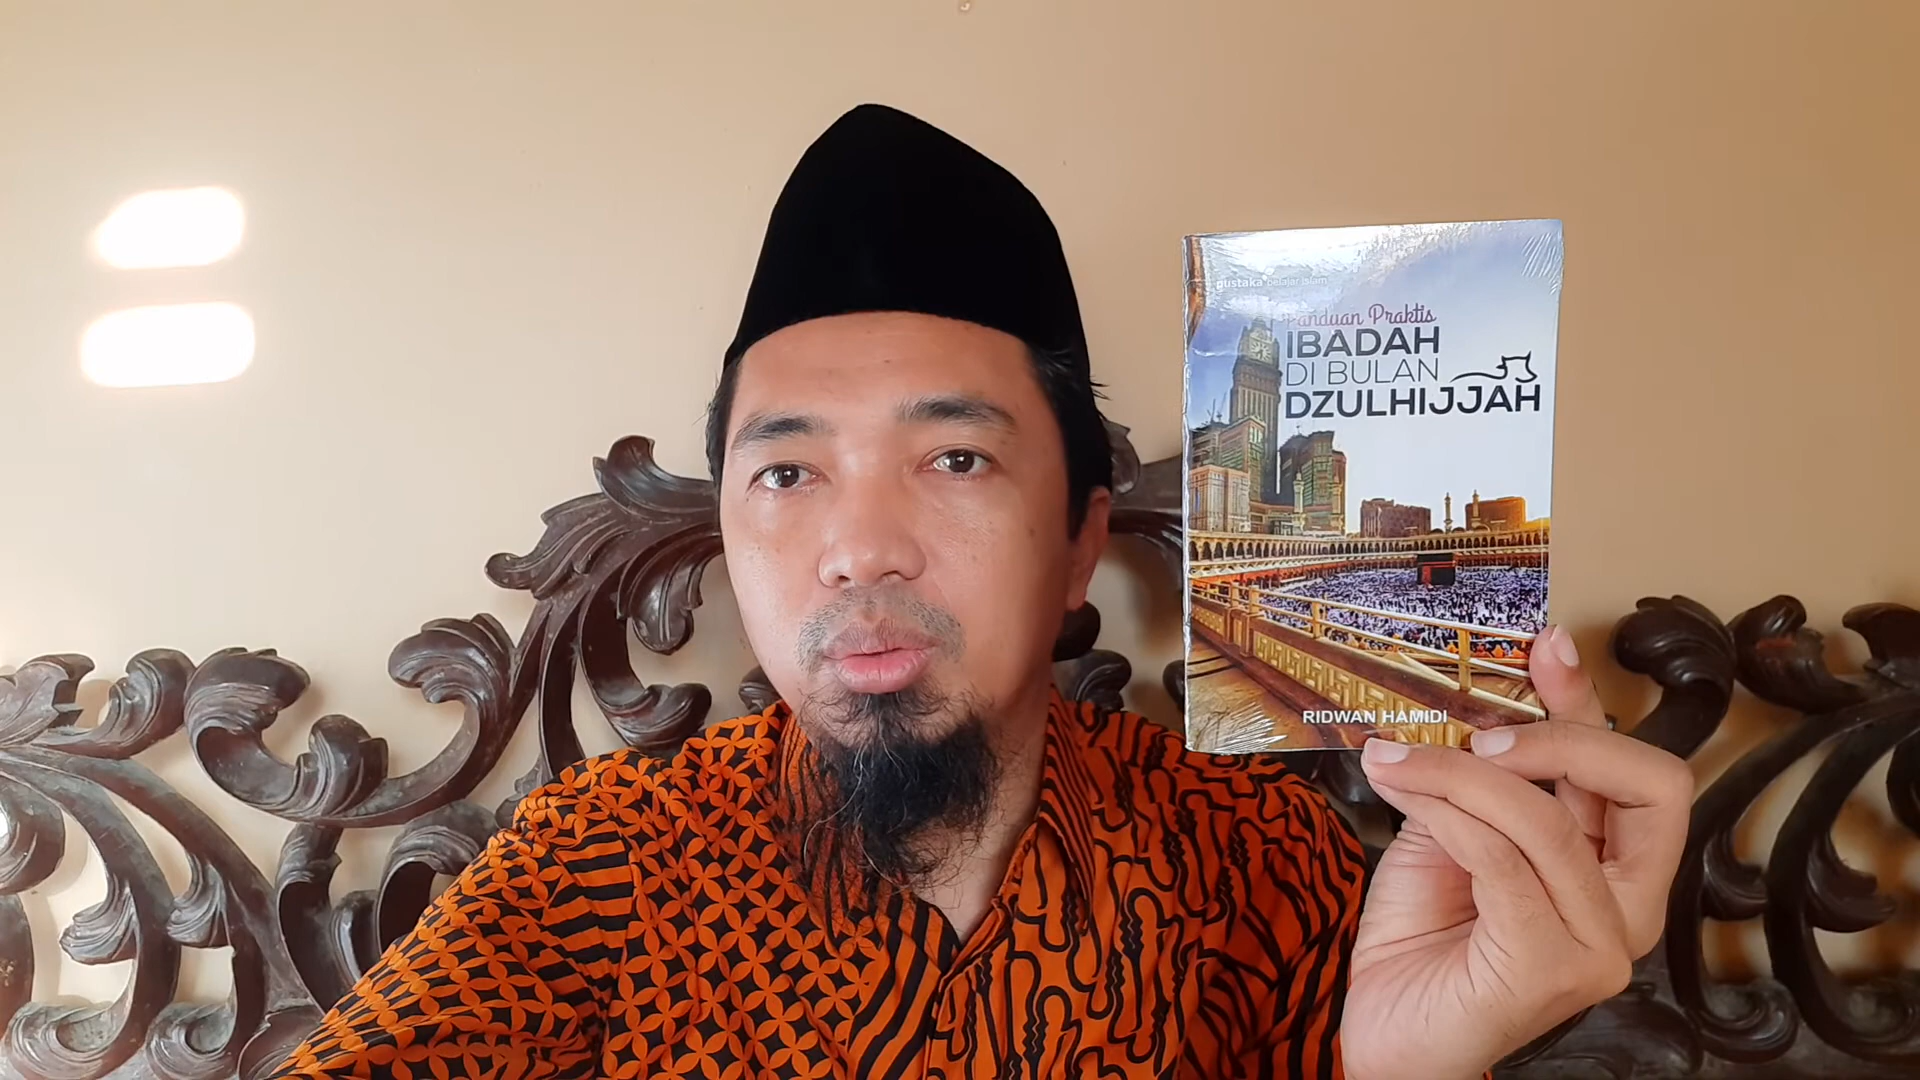 pustaka belajar islam
Panduan Praktis
IBADAH
DI BULAN
DZULHIJJAH
RIDWAN HAMIDI